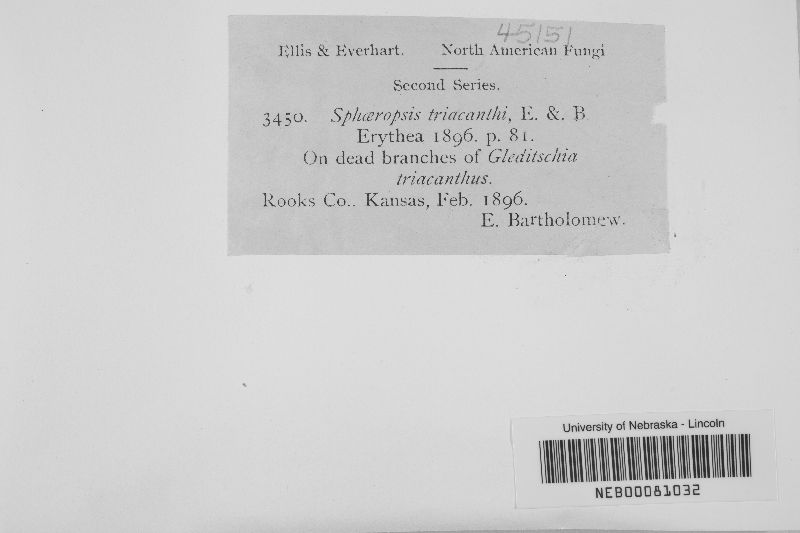 45151
Ellis & Everhart. North American Fungi
Second Series.
3450. Sphæropsis triacanthi, E. &. B
Erythea 1896. p. 81.
On dead branches of Gleditschia
triacanthus.
Rooks Co.. Kansas, Feb. 1896.
E. Bartholomew.
University of Nebraska - Lincoln
NEB00081032